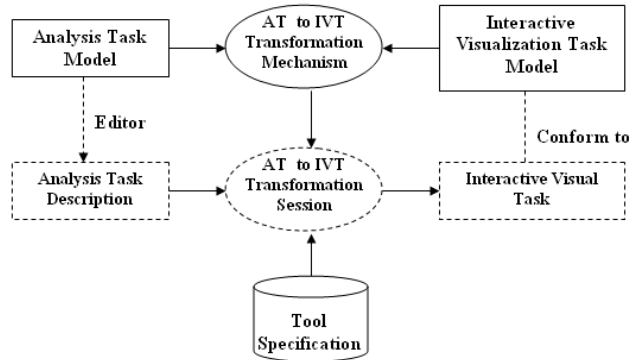 Analysis Task
Model
AT to IVT
Transformation
Mechanism
Interactive
Visualization Task
Model
Editor
Conform to
Analysis Task
Description
AT to IVT
Transformation
Session
Interactive Visual
Task
Tool
Specification